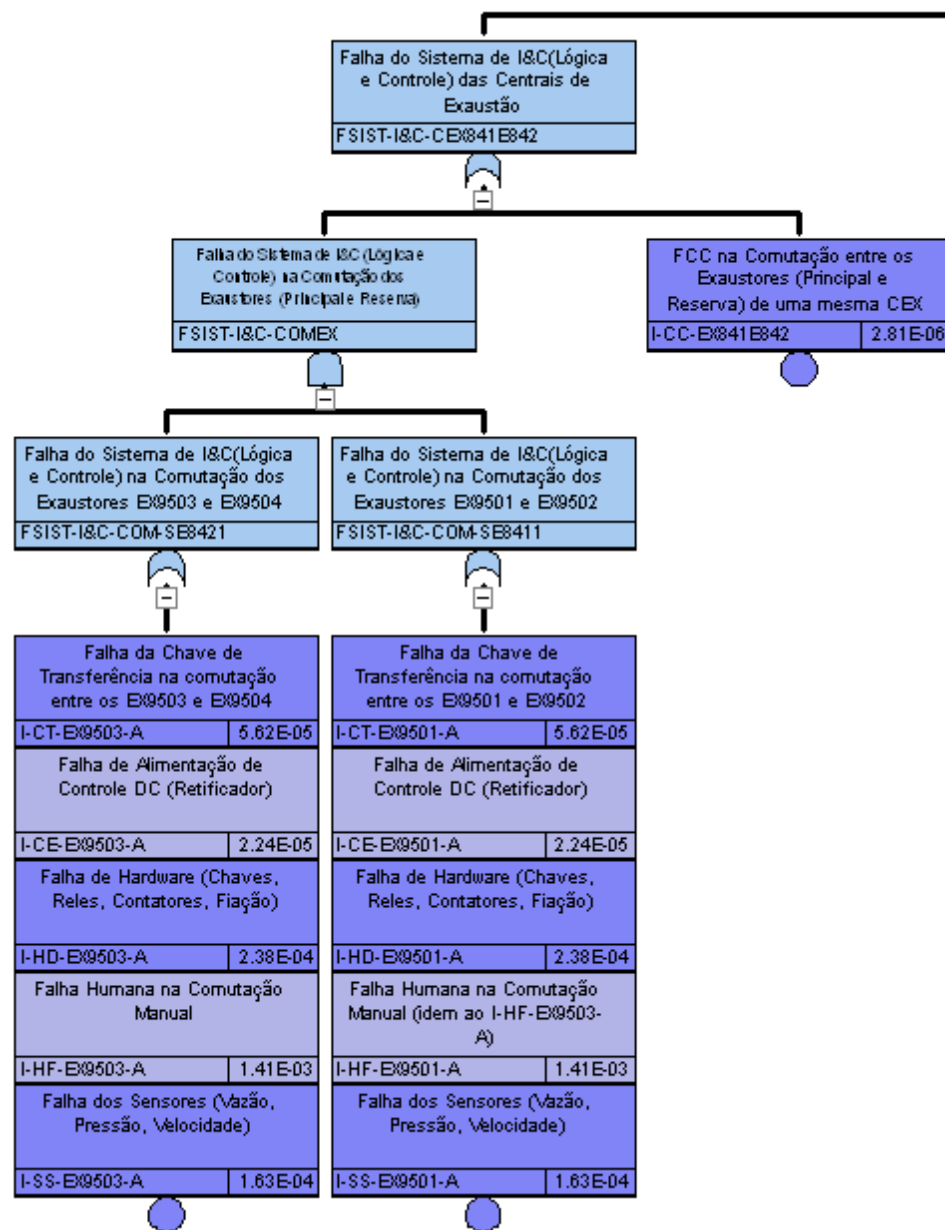 Falha do Sistema de I&C(Lógica
e Controle) das Centrais de
Exaustão
FSIST-I&C-CEX841E842
Falha do Sistema de I&C (Lógica e
Controle) na Comutação dos
Exaustores (Principal e Reserva)
FSIST-I&C-COMEX
FCC na Comutação entre os
Exaustores (Principal e
Reserva) de uma mesma CEX
I-CC-EX841E842 2.81E-06
Falha do Sistema de I&C(Lógica
e Controle) na Comutação dos
Exaustores EX9503 e EX9504
FSIST-I&C-COM-SE8421
Falha do Sistema de I&C(Lógica
e Controle) na Comutação dos
Exaustores EX9501 e EX9502
FSIST-I&C-COM-SE8411
Falha da Chave de
Transferência na comutação
entre os EX9503 e EX9504
I-CT-EX9503-A 5.62E-05
Falha de Alimentação de
Controle DC (Retificador)
I-CE-EX9503-A 2.24E-05
Falha de Hardware (Chaves,
Reles, Contatores, Fiação)
I-HD-EX9503-A 2.38E-04
Falha Humana na Comutação
Manual
I-HF-EX9503-A 1.41E-03
Falha dos Sensores (Vazão,
Pressão, Velocidade)
I-SS-EX9503-A 1.63E-04
Falha da Chave de
Transferência na comutação
entre os EX9501 e EX9502
I-CT-EX9501-A 5.62E-05
Falha de Alimentação de
Controle DC (Retificador)
I-CE-EX9501-A 2.24E-05
Falha de Hardware (Chaves,
Reles, Contatores, Fiação)
I-HD-EX9501-A 2.38E-04
Falha Humana na Comutação
Manual (idem ao I-HF-EX9503-
A)
I-HF-EX9501-A 1.41E-03
Falha dos Sensores (Vazão,
Pressão, Velocidade)
I-SS-EX9501-A 1.63E-04